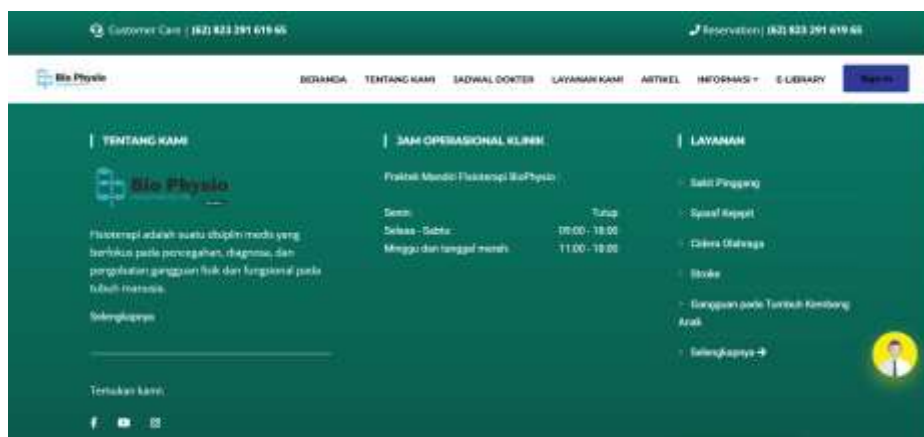 Customer Care | (62) 823 291 619 65
Reservation | (62) 823 291 619 65
Bio Physio
BERANDA TENTANG KAMI JADWAL DOKTER LAYANAN KAMI ARTIKEL INFORMASI E-LIBRARY Sign In
TENTANG KAMI
Bio Physio
Fisioterapi adalah suatu disiplin medis yang
berfokus pada pencegahan, diagnosa, dan
pengobatan gangguan fisik dan fungsional pada
tubuh manusia.
Selengkapnya
Temukan kami:
JAM OPERASIONAL KLINIK
Praktek Mandiri Fisioterapi BioPhysio
Senin: Tutup
Selasa - Sabtu 09:00 - 18:00
Minggu dan tanggal merah: 11:00 - 18:00
LAYANAN
Sakit Pinggang
Syaraf Kejepit
Cidera Olahraga
Stroke
Gangguan pada Tumbuh Kembang
Anak
Selengkapnya